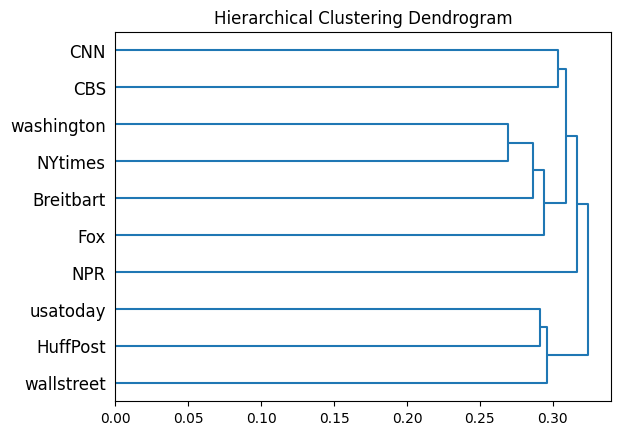 Hierarchical Clustering Dendrogram
CNN
CBS
washington
NYtimes
Breitbart
Fox
NPR
usatoday
HuffPost
wallstreet
0.00 0.05 0.10 0.15 0.20 0.25 0.30